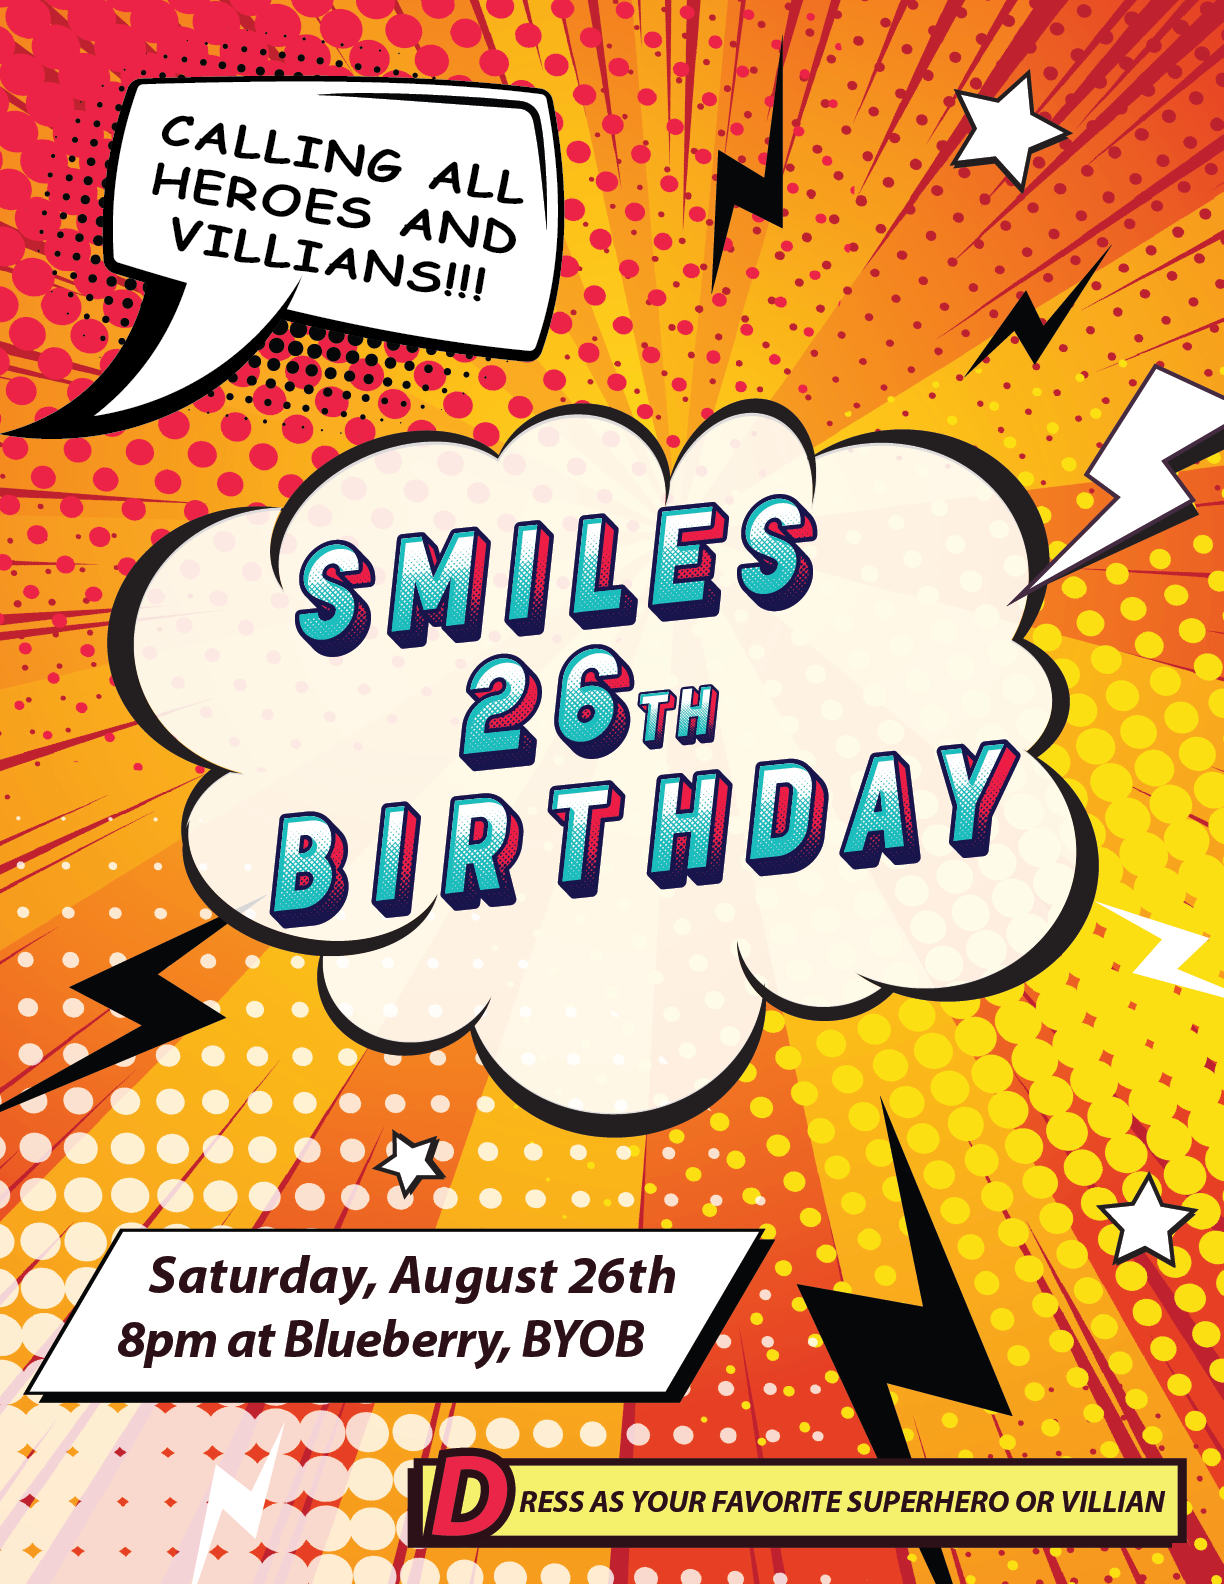 CALLING ALL
HEROES AND
VILLIANS!!!
SMILES
26TH
BIRTHDAY
Saturday, August 26th
8pm at Blueberry, BYOB
DRESS AS YOUR FAVORITE SUPERHERO OR VILLIAN